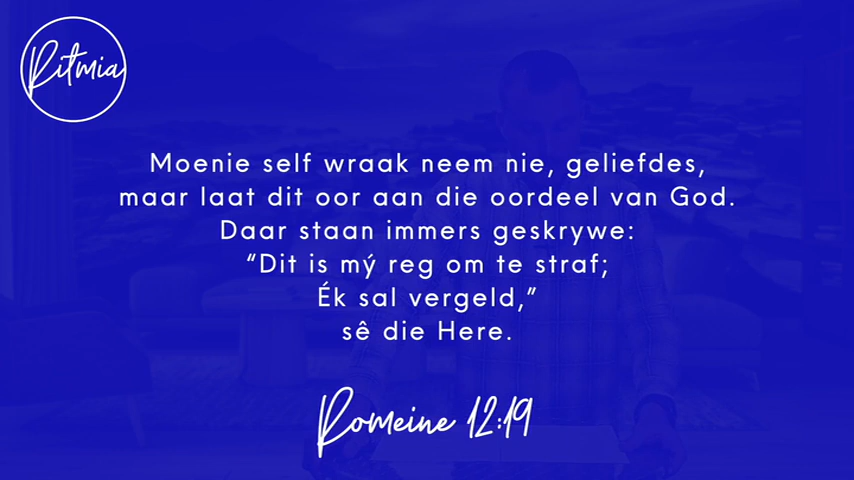 Ritmia
Moenie self wraak neem nie, geliefdes,
maar laat dit oor aan die oordeel van God.
Daar staan immers geskrywe:
“Dit is mý reg om te straf;
Ék sal vergeld,”
sê die Here.
Romeine 12:19